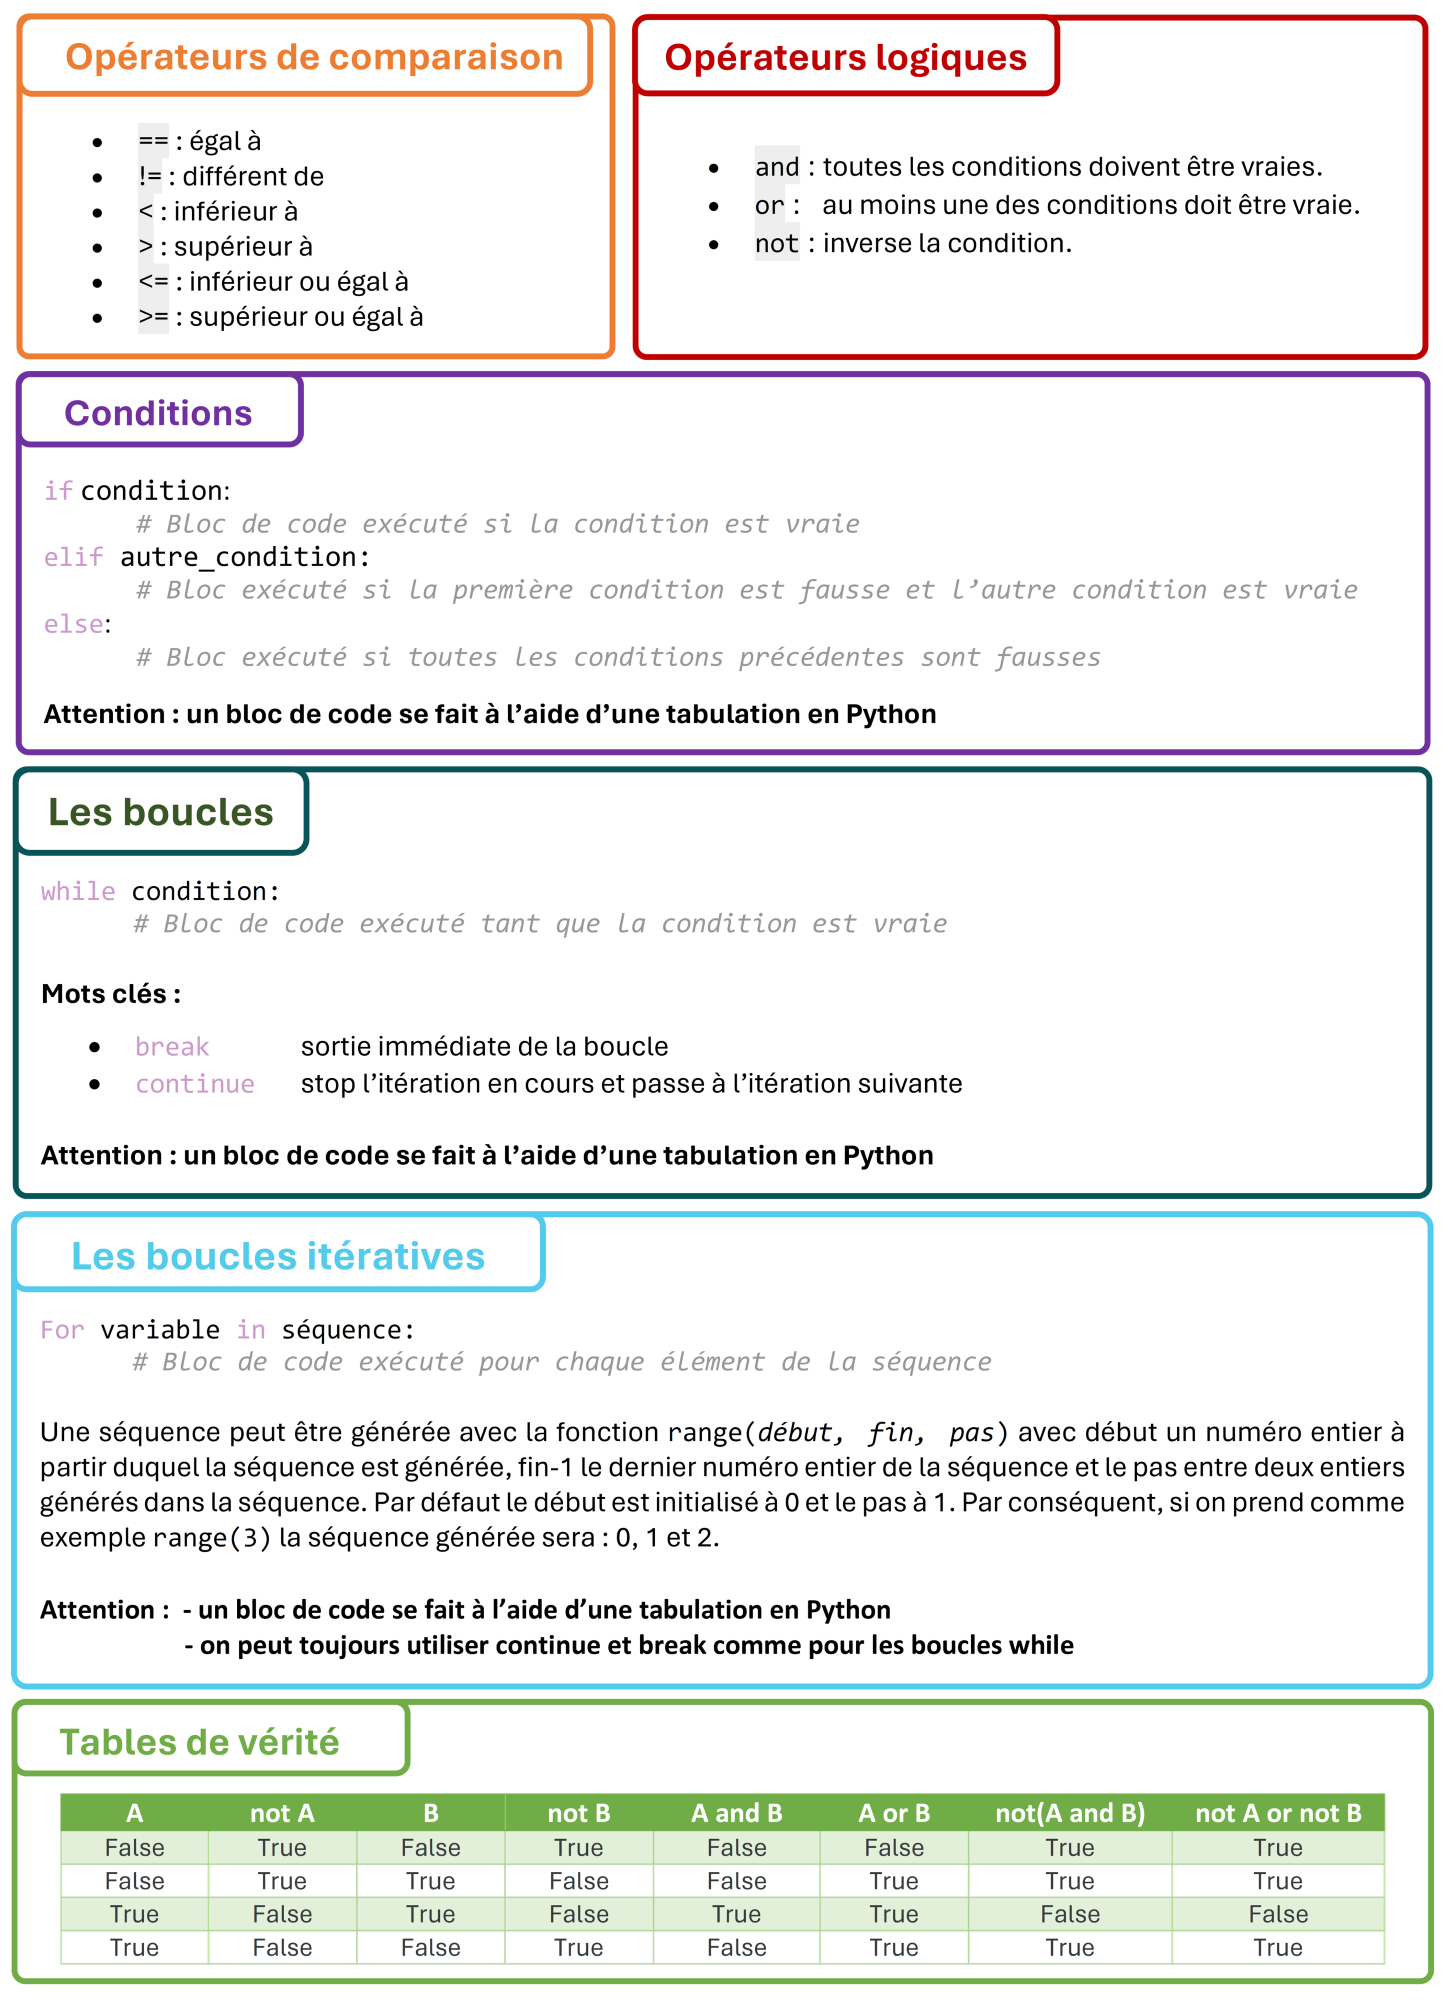 Opérateurs de comparaison
• == : égal à
• != : différent de
• < : inférieur à
• > : supérieur à
• <= : inférieur ou égal à
• >= : supérieur ou égal à
Opérateurs logiques
• and : toutes les conditions doivent être vraies.
• or : au moins une des conditions doit être vraie.
• not : inverse la condition.
Conditions
if condition:
# Bloc de code exécuté si la condition est vraie
elif autre_condition:
# Bloc exécuté si la première condition est fausse et l’autre condition est vraie
else:
# Bloc exécuté si toutes les conditions précédentes sont fausses
Attention : un bloc de code se fait à l’aide d’une tabulation en Python
Les boucles
while condition:
# Bloc de code exécuté tant que la condition est vraie
Mots clés :
• break sortie immédiate de la boucle
• continue stop l’itération en cours et passe à l’itération suivante
Attention : un bloc de code se fait à l’aide d’une tabulation en Python
Les boucles itératives
For variable in séquence:
# Bloc de code exécuté pour chaque élément de la séquence
Une séquence peut être générée avec la fonction range(début, fin, pas) avec début un numéro entier à
partir duquel la séquence est générée, fin-1 le dernier numéro entier de la séquence et le pas entre deux entiers
générés dans la séquence. Par défaut le début est initialisé à 0 et le pas à 1. Par conséquent, si on prend comme
exemple range(3) la séquence générée sera : 0, 1 et 2.
Attention : - un bloc de code se fait à l’aide d’une tabulation en Python
- on peut toujours utiliser continue et break comme pour les boucles while
Tables de vérité
A not A B not B A and B A or B not(A and B) not A or not B
False True False True False False True True
False True True False False True True True
True False True False True True False False
True False False True False True True True